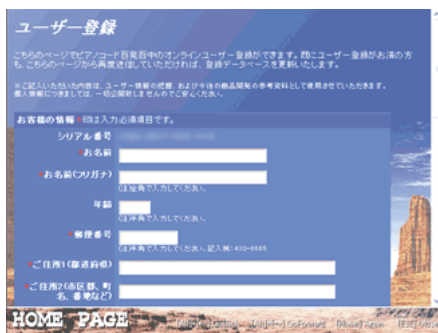 ユーザー登録
こちらのページでピアノコード百発百中のオンラインユーザー登録ができます。既にユーザー登録がお済の方
も、こちらのページから再度送信していただければ、登録データベースを更新いたします。
※ご記入いただいた内容は、ユーザー情報の把握、および今後の商品開発の参考資料として使用させていただきます。
個人情報につきましては、一切公開致しませんのでご安心ください。
お客様の情報 *印は入力必須項目です。
シリアル番号
*お名前
*お名前(フリガナ)
(注)全角で入力してください。
年齢
(注)半角で入力してください。
*郵便番号
(注)半角で入力してください。記入例:430-8665
*ご住所1(都道府県)
*ご住所2(市区郡、町
名、番地など)
HOME PAGE